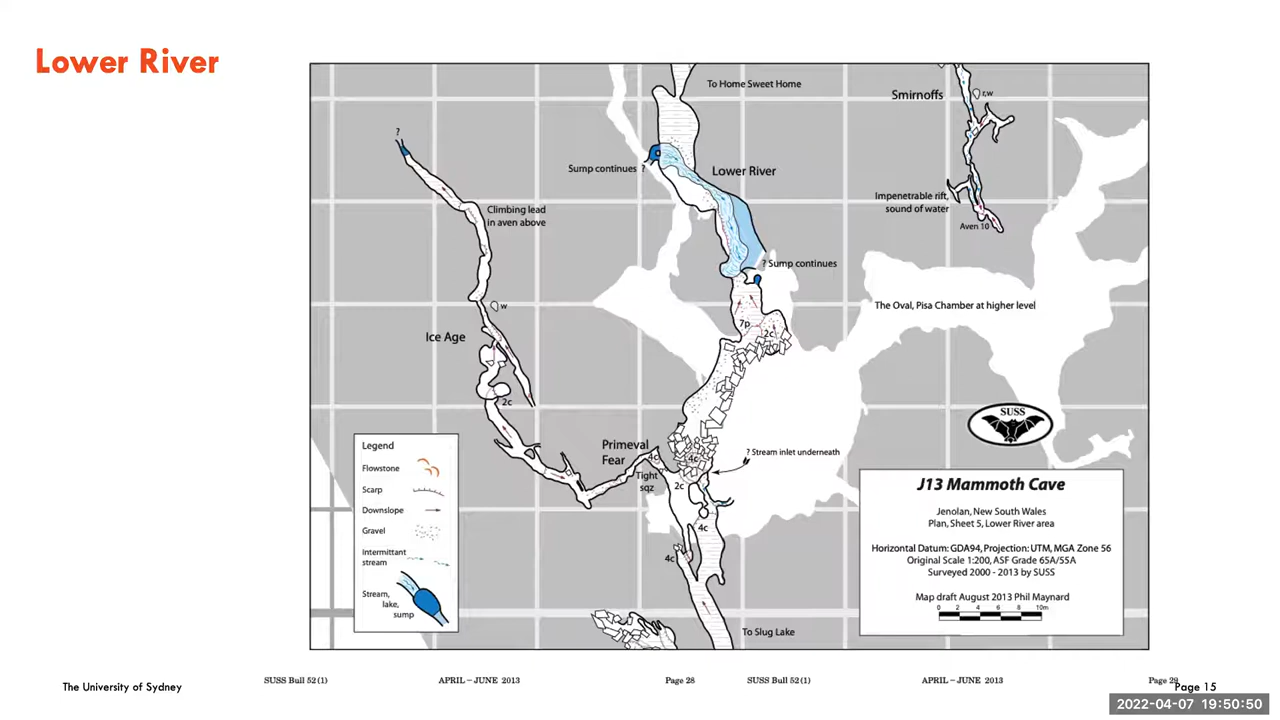 Lower River
To Home Sweet Home
Smirnoffs
r,w
?
Sump continues ?
Lower River
Impenetrable rift,
sound of water
Climbing lead
in aven above
Aven 10
? Sump continues
w
The Oval, Pisa Chamber at higher level
7p
2c
Ice Age
2c
SUSS
Legend
Flowstone
Scarp
Downslope
Gravel
Intermittant
stream
Stream,
lake,
sump
Primeval
Fear
4c
4c
? Stream inlet underneath
Tight
sqz
2c
4c
4c
To Slug Lake
J13 Mammoth Cave
Jenolan, New South Wales
Plan, Sheet 5, Lower River area
Horizontal Datum: GDA94, Projection: UTM, MGA Zone 56
Original Scale 1:200, ASF Grade 65A/55A
Surveyed 2000 - 2013 by SUSS
Map draft August 2013 Phil Maynard
0 2 4 6 8 10m
The University of Sydney
SUSS Bull 52(1) APRIL – JUNE 2013 Page 28
SUSS Bull 52(1) APRIL – JUNE 2013 Page 29
Page 15
2022-04-07 19:50:50